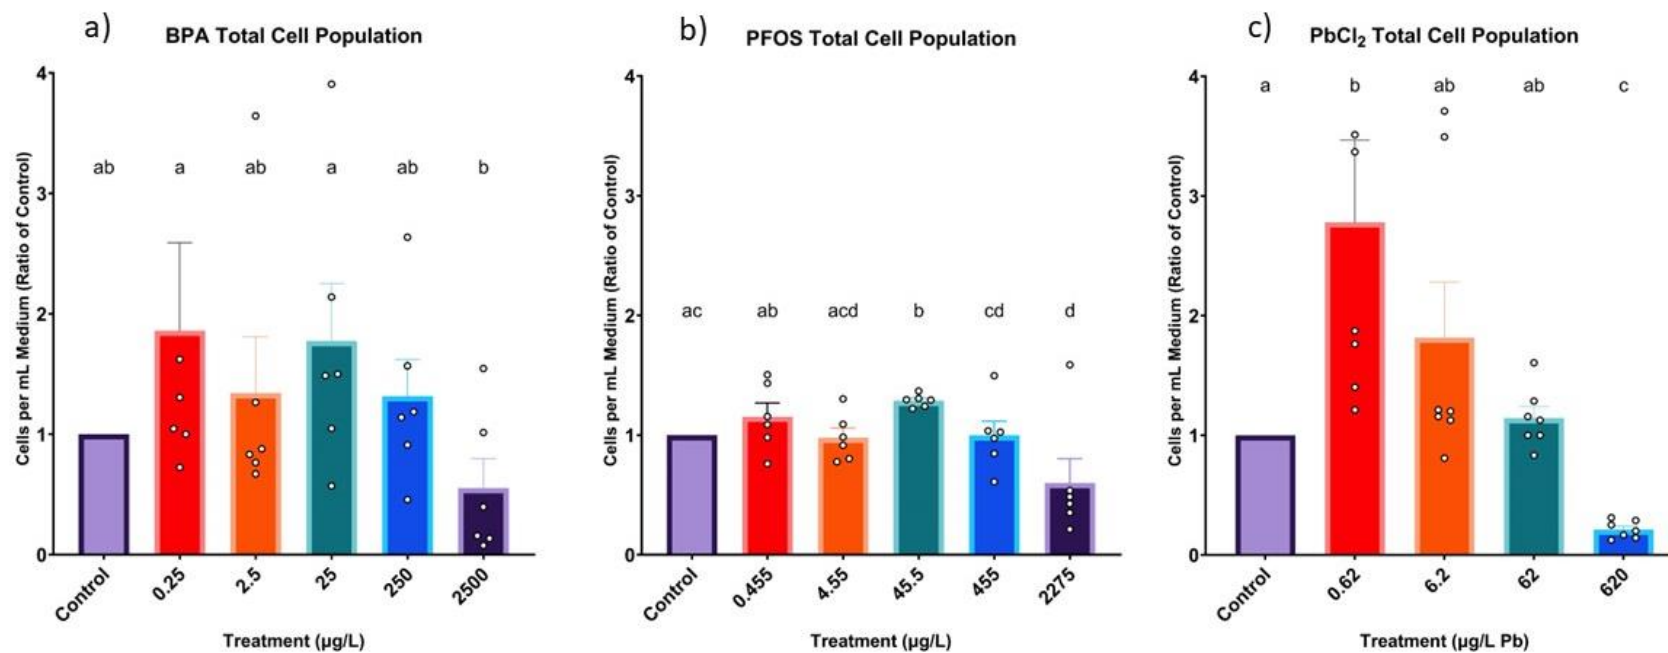 a)
BPA Total Cell Population
Cells per mL Medium (Ratio of Control)
4
3
2
1
0
ab a ab a ab b
Control 0.25 2.5 25 250 2500
Treatment (µg/L)
b)
PFOS Total Cell Population
Cells per mL Medium (Ratio of Control)
4
3
2
1
0
ac ab acd b cd d
Control 0.455 4.55 45.5 455 2275
Treatment (µg/L)
c)
PbCl₂ Total Cell Population
Cells per mL Medium (Ratio of Control)
4
3
2
1
0
a b ab ab c
Control 0.62 6.2 62 620
Treatment (µg/L Pb)